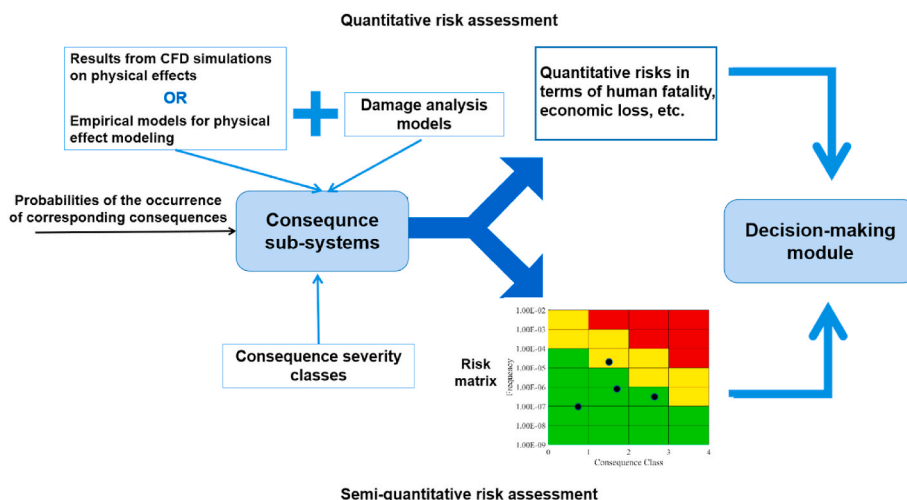 Quantitative risk assessment
Results from CFD simulations
on physical effects
OR
Empirical models for physical
effect modeling
Damage analysis
models
Quantitative risks in
terms of human fatality,
economic loss, etc.
Probabilities of the occurrence
of corresponding consequences
Consequnce
sub-systems
Decision-making
module
Consequence severity
classes
Risk
matrix
Frequency
1.00E-02
1.00E-03
1.00E-04
1.00E-05
1.00E-06
1.00E-07
1.00E-08
1.00E-09
0 1 2 3 4
Consequence Class
Semi-quantitative risk assessment